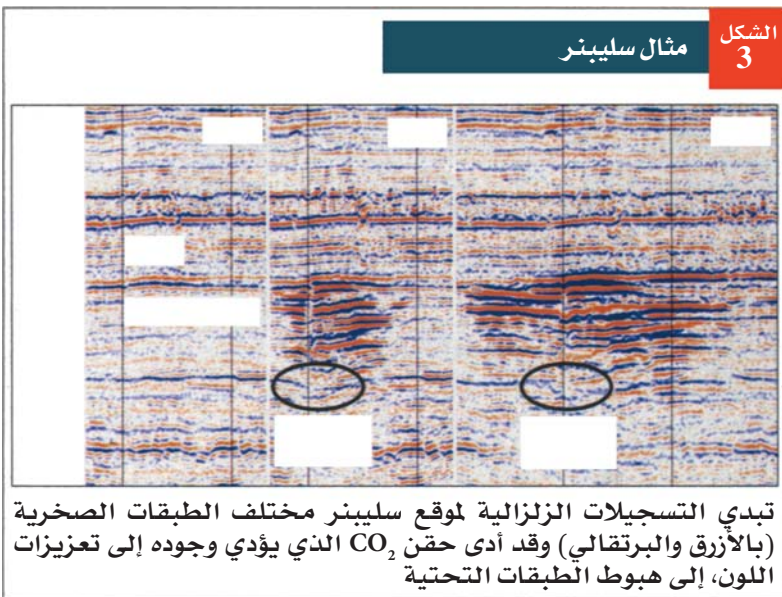 الشكل
3
مثال سليبنر
تبدي التسجيلات الزلزالية لموقع سليبنر مختلف الطبقات الصخرية
(بالأزرق والبرتقالي) وقد أدى حقن CO₂ الذي يؤدي وجوده إلى تعزيزات
اللون، إلى هبوط الطبقات التحتية